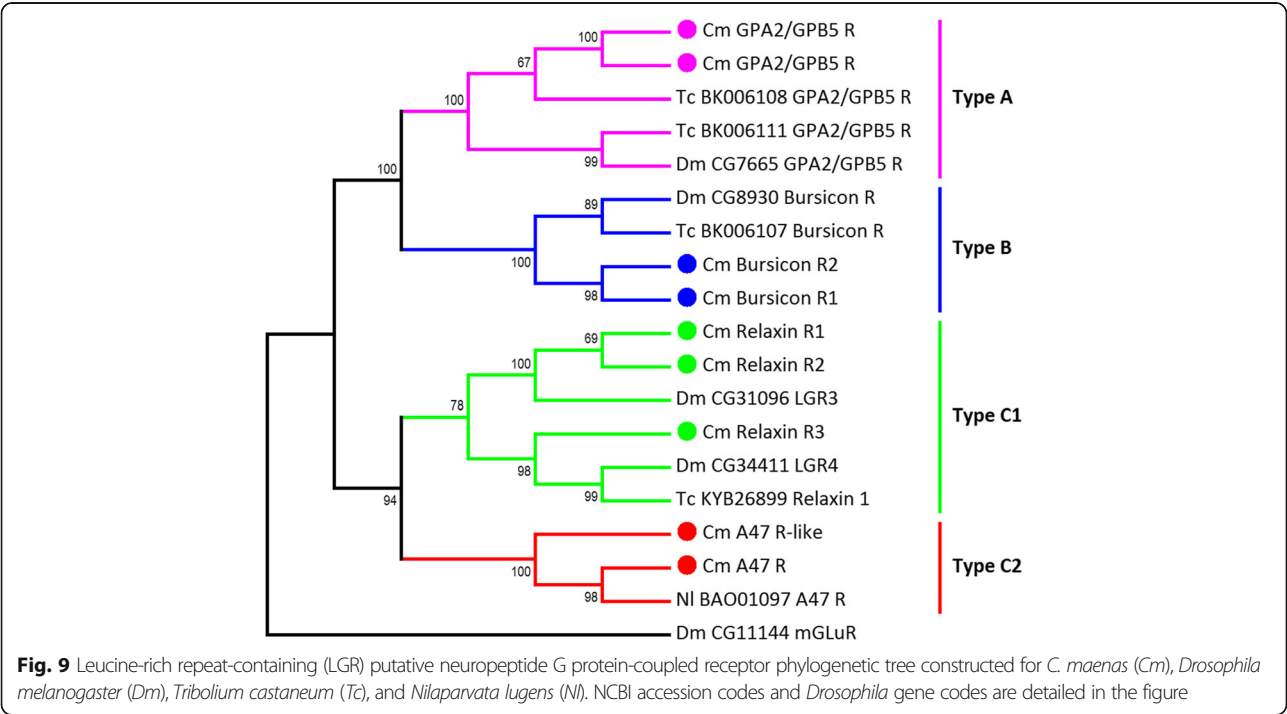 Cm GPA2/GPB5 R
100
Cm GPA2/GPB5 R
67
Tc BK006108 GPA2/GPB5 R
100
Type A
Tc BK006111 GPA2/GPB5 R
99
Dm CG7665 GPA2/GPB5 R
100
Dm CG8930 Bursicon R
89
Tc BK006107 Bursicon R
Type B
100
Cm Bursicon R2
98
Cm Bursicon R1
Cm Relaxin R1
69
100
Cm Relaxin R2
Dm CG31096 LGR3
78
Type C1
Cm Relaxin R3
98
Dm CG34411 LGR4
99
Tc KYB26899 Relaxin 1
94
Cm A47 R-like
100
Cm A47 R
Type C2
98
Nl BAO01097 A47 R
Dm CG11144 mGLuR
Fig. 9 Leucine-rich repeat-containing (LGR) putative neuropeptide G protein-coupled receptor phylogenetic tree constructed for C. maenas (Cm), Drosophila
melanogaster (Dm), Tribolium castaneum (Tc), and Nilaparvata lugens (Nl). NCBI accession codes and Drosophila gene codes are detailed in the figure